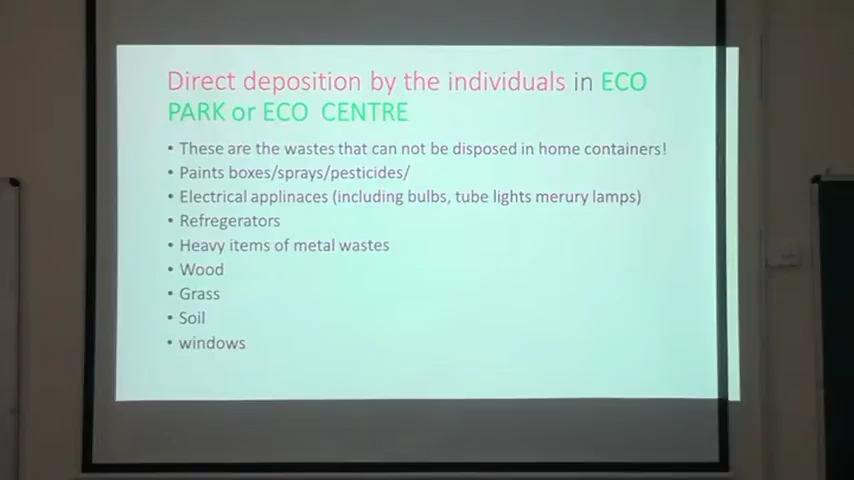 Direct deposition by the individuals in ECO
PARK or ECO CENTRE
• These are the wastes that can not be disposed in home containers!
• Paints boxes/sprays/pesticides/
• Electrical applinaces (including bulbs, tube lights merury lamps)
• Refregerators
• Heavy items of metal wastes
• Wood
• Grass
• Soil
• windows